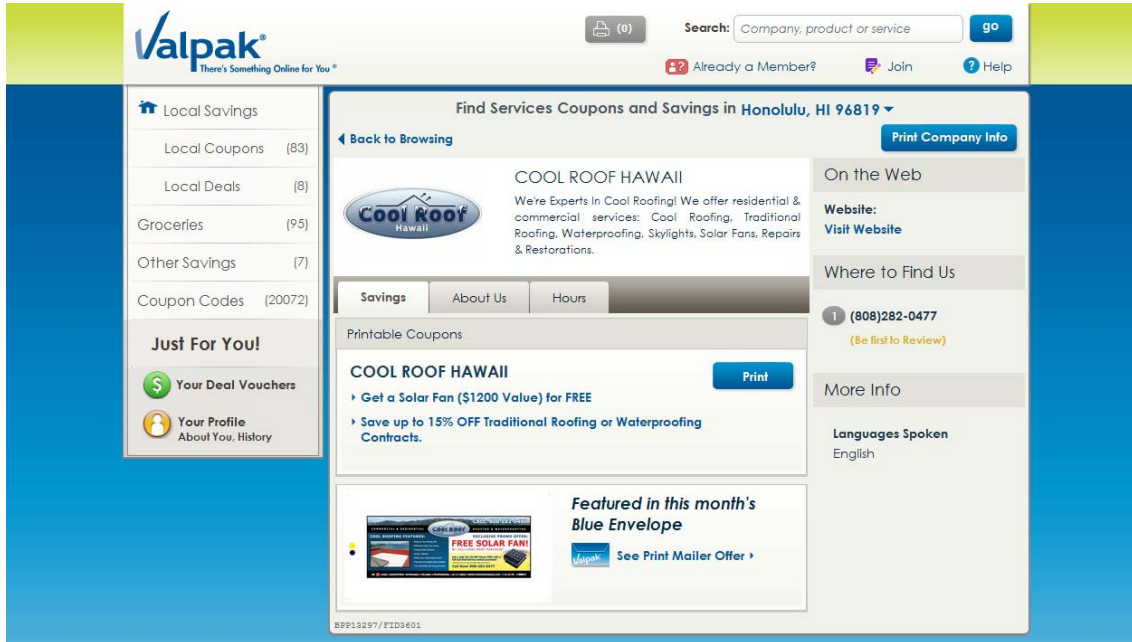 Valpak®
There's Something Online for You ®
(0)
Search: Company, product or service
go
Already a Member?
Join
Help
Local Savings
Local Coupons (83)
Local Deals (8)
Groceries (95)
Other Savings (7)
Coupon Codes (20072)
Just For You!
Your Deal Vouchers
Your Profile
About You, History
Find Services Coupons and Savings in Honolulu, HI 96819
Back to Browsing
Print Company Info
Cool Roof
Hawaii
COOL ROOF HAWAII
We're Experts In Cool Roofing! We offer residential &
commercial services: Cool Roofing, Traditional
Roofing, Waterproofing, Skylights, Solar Fans, Repairs
& Restorations.
Savings
About Us
Hours
Printable Coupons
COOL ROOF HAWAII
Print
Get a Solar Fan ($1200 Value) for FREE
Save up to 15% OFF Traditional Roofing or Waterproofing
Contracts.
COOL ROOF
FREE SOLAR FAN!
Featured in this month's
Blue Envelope
Valpak
See Print Mailer Offer
BPP13297/FID3601
On the Web
Website:
Visit Website
Where to Find Us
1 (808)282-0477
(Be first to Review)
More Info
Languages Spoken
English